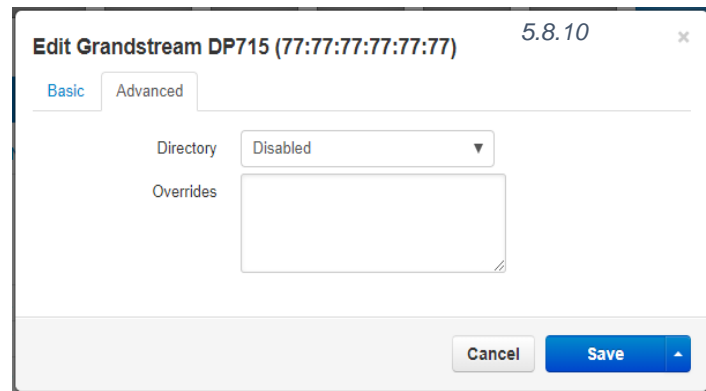 5.8.10
Edit Grandstream DP715 (77:77:77:77:77:77)
×
Basic Advanced
Directory Disabled
Overrides
Cancel Save